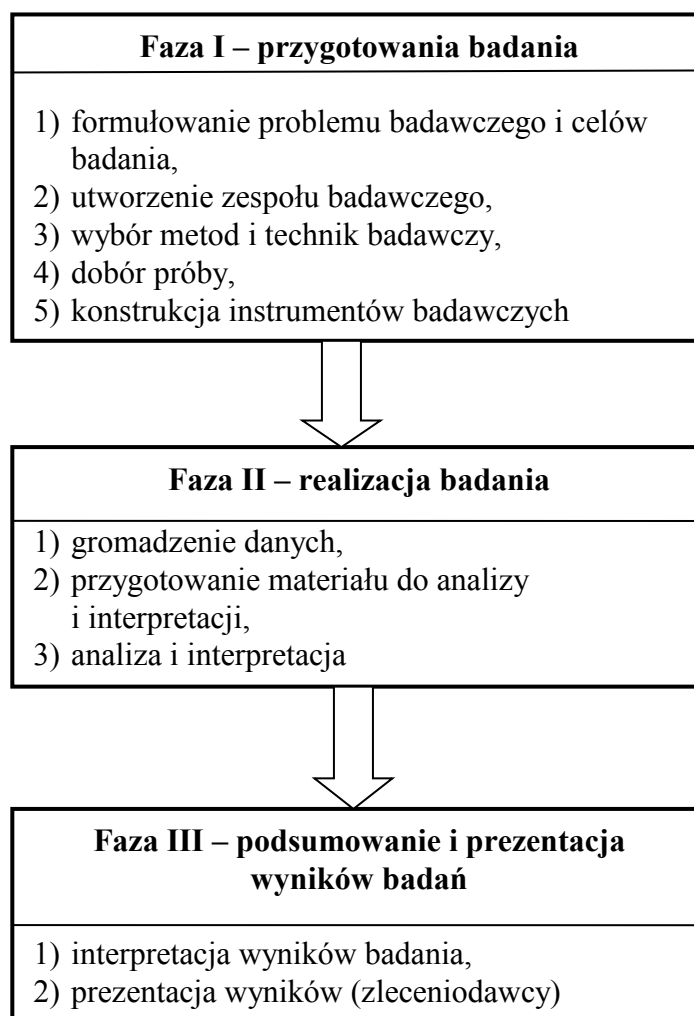 Faza I – przygotowania badania
1) formułowanie problemu badawczego i celów
badania,
2) utworzenie zespołu badawczego,
3) wybór metod i technik badawczy,
4) dobór próby,
5) konstrukcja instrumentów badawczych
Faza II – realizacja badania
1) gromadzenie danych,
2) przygotowanie materiału do analizy
i interpretacji,
3) analiza i interpretacja
Faza III – podsumowanie i prezentacja
wyników badań
1) interpretacja wyników badania,
2) prezentacja wyników (zleceniodawcy)